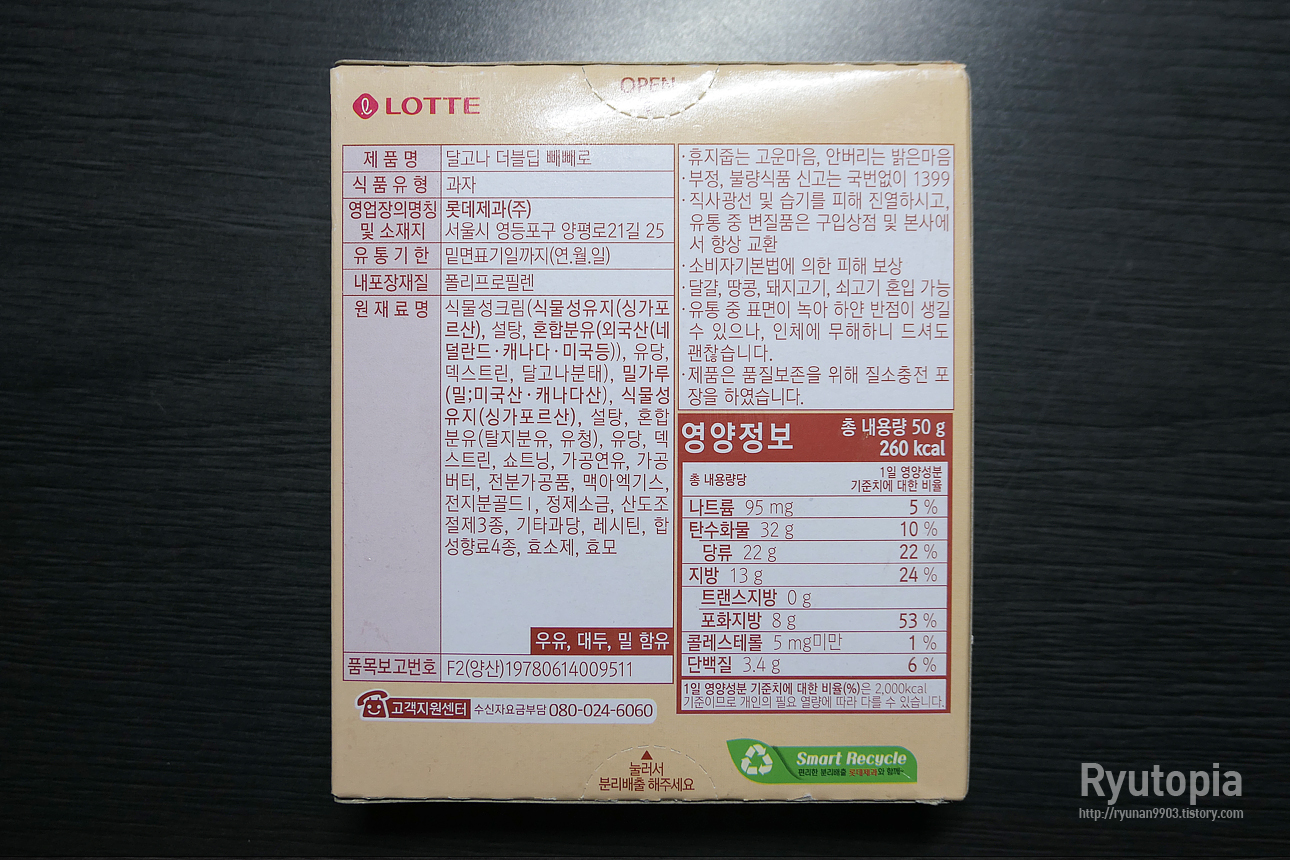 OPEN
LOTTE
제품명 달고나 더블딥 빼빼로
식품유형 과자
영업장의명칭 및 소재지 롯데제과(주)
서울시 영등포구 양평로21길 25
유통기한 밑면표기일까지(연.월.일)
내포장재질 폴리프로필렌
원재료명 식물성크림(식물성유지(싱가포
르산), 설탕, 혼합분유(외국산(네
덜란드·캐나다·미국등)), 유당,
덱스트린, 달고나분태), 밀가루
(밀;미국산·캐나다산), 식물성
유지(싱가포르산), 설탕, 혼합
분유(탈지분유, 유청), 유당, 덱
스트린, 쇼트닝, 가공연유, 가공
버터, 전분가공품, 맥아엑기스,
전지분골드Ⅰ, 정제소금, 산도조
절제3종, 기타과당, 레시틴, 합
성향료4종, 효소제, 효모
우유, 대두, 밀 함유
품목보고번호 F2(양산)19780614009511
고객지원센터 수신자요금부담 080-024-6060
·휴지줍는 고운마음, 안버리는 밝은마음
·부정, 불량식품 신고는 국번없이 1399
·직사광선 및 습기를 피해 진열하시고,
유통 중 변질품은 구입상점 및 본사에
서 항상 교환
·소비자기본법에 의한 피해 보상
·달걀, 땅콩, 돼지고기, 쇠고기 혼입 가능
·유통 중 표면이 녹아 하얀 반점이 생길
수 있으나, 인체에 무해하니 드셔도
괜찮습니다.
·제품은 품질보존을 위해 질소충전 포
장을 하였습니다.
영양정보 총 내용량 50 g
260 kcal
총 내용량당 1일 영양성분
기준치에 대한 비율
나트륨 95 mg 5 %
탄수화물 32 g 10 %
당류 22 g 22 %
지방 13 g 24 %
트랜스지방 0 g
포화지방 8 g 53 %
콜레스테롤 5 mg미만 1 %
단백질 3.4 g 6 %
1일 영양성분 기준치에 대한 비율(%)은 2,000kcal
기준이므로 개인의 필요 열량에 따라 다를 수 있습니다.
▲
눌러서
분리배출 해주세요
Smart Recycle
편리한 분리배출 롯데제과와 함께~
Ryutopia
http://ryunan9903.tistory.com